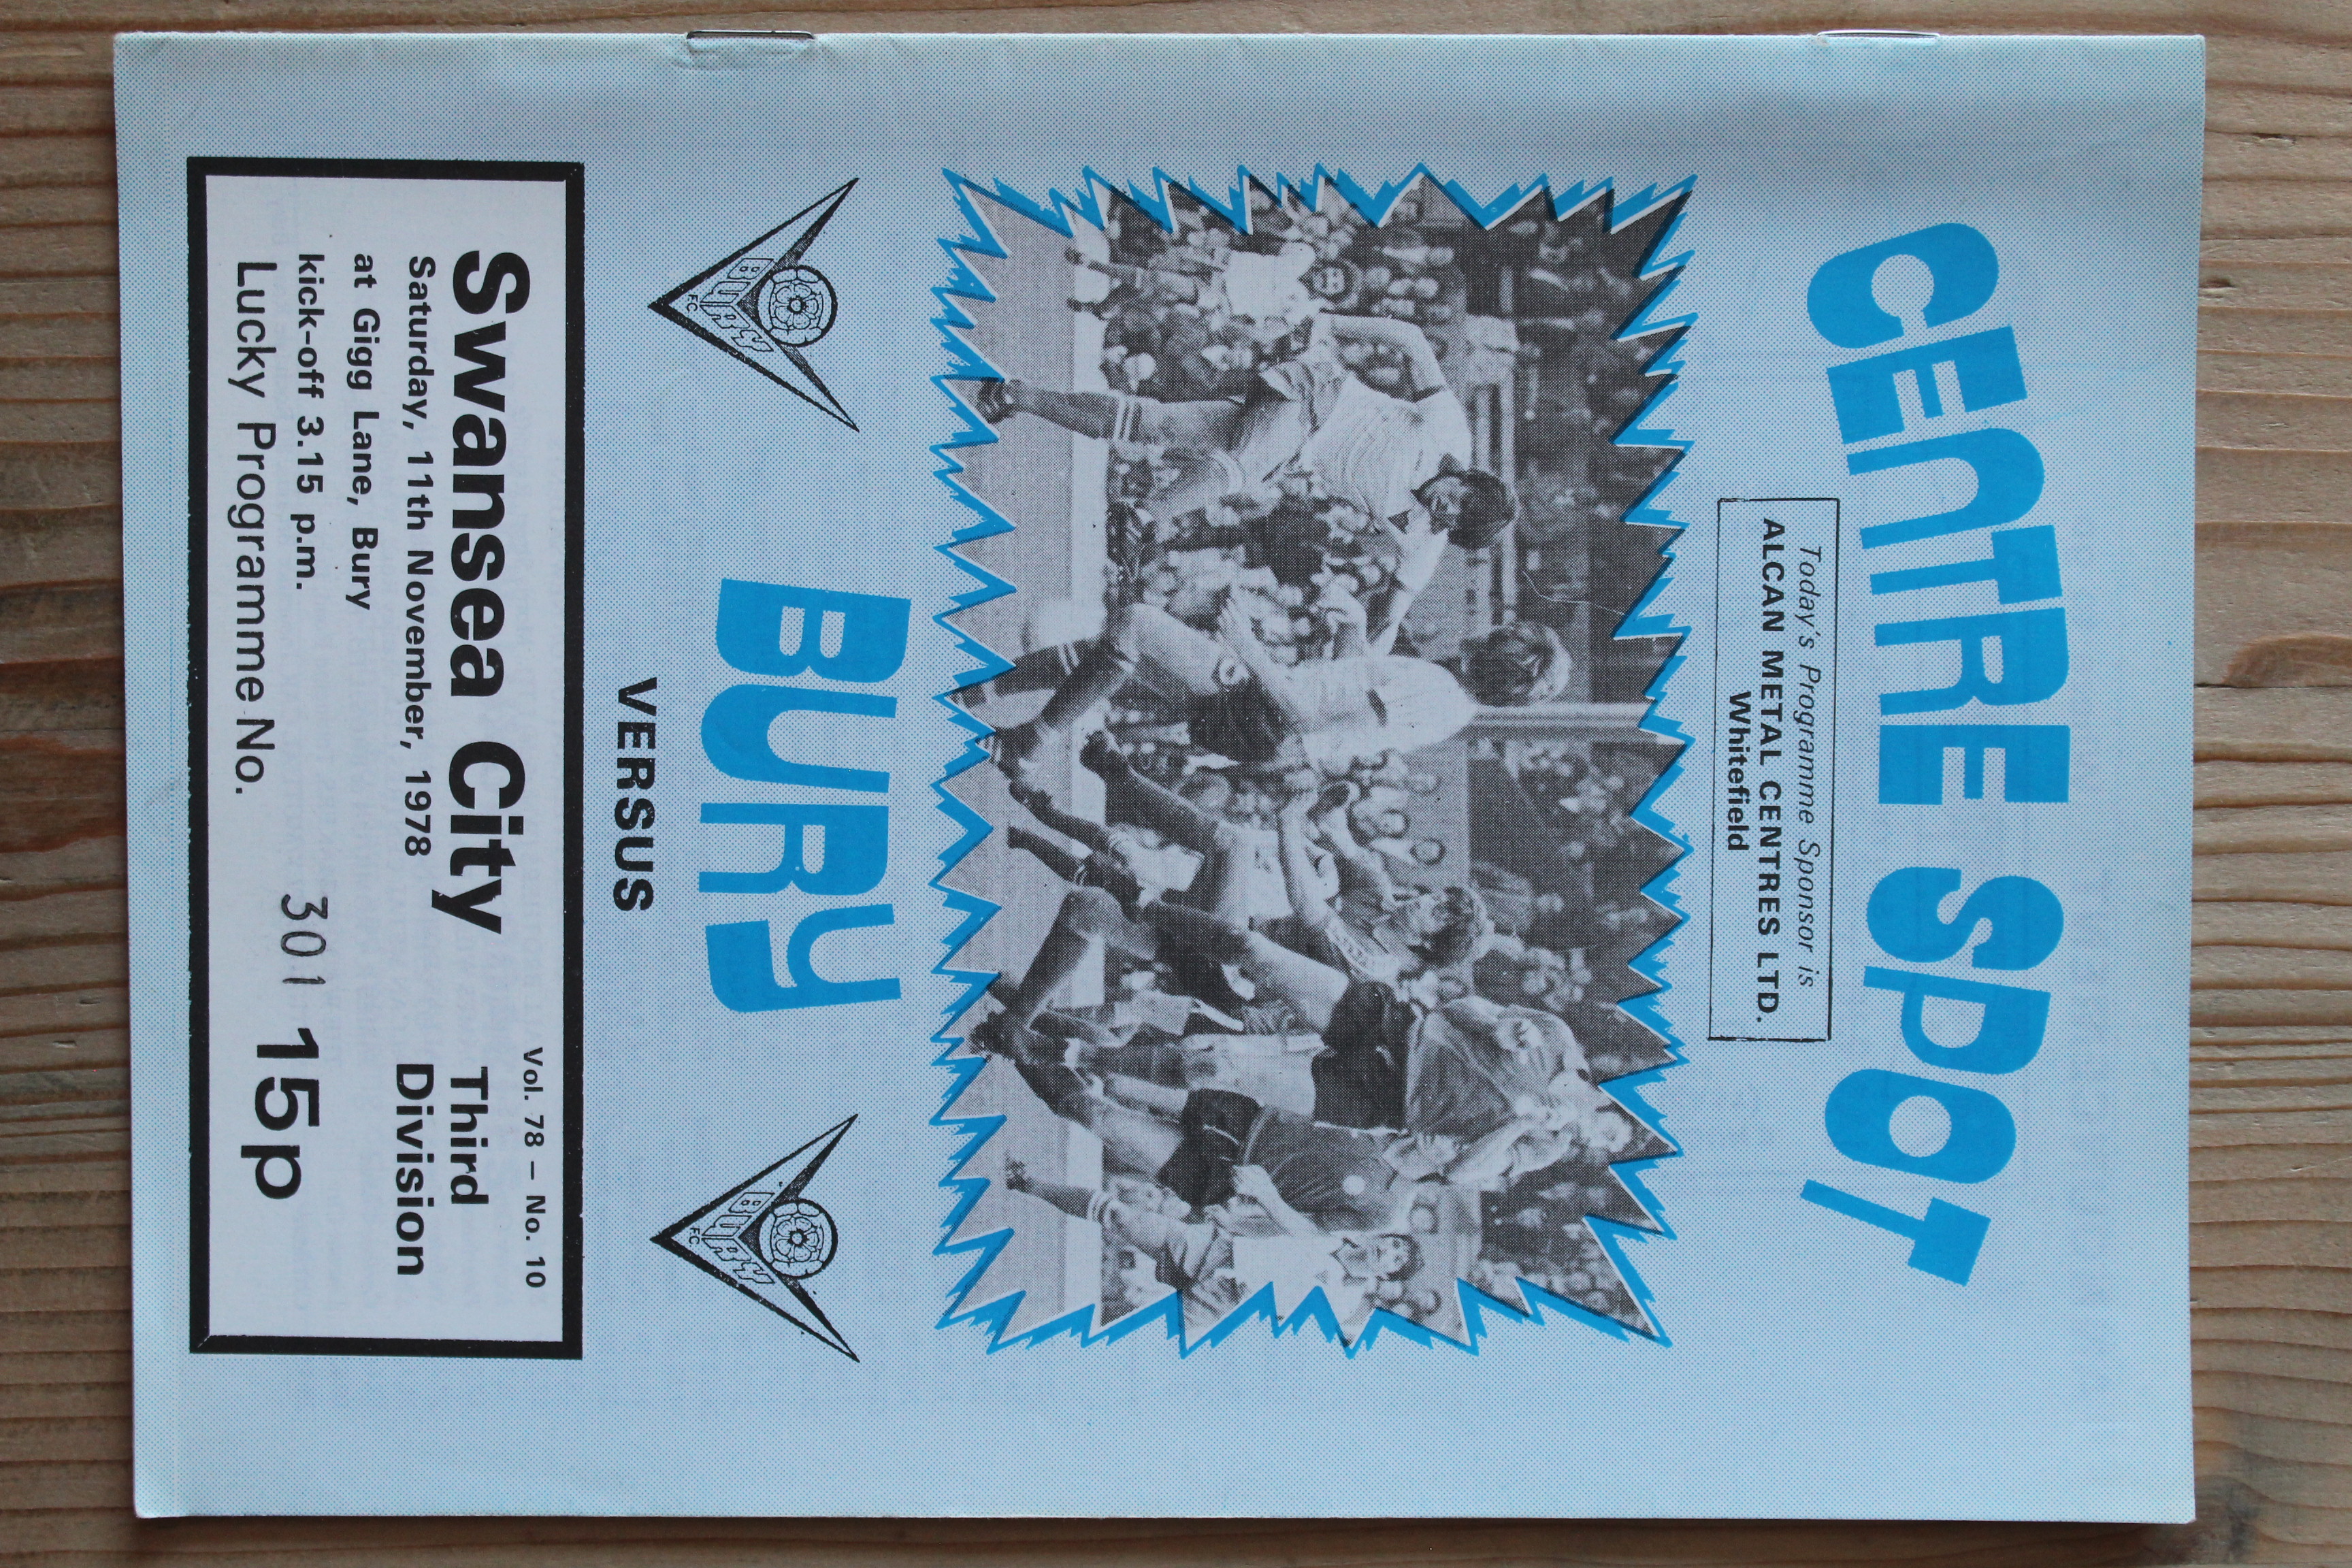 CENTRE SPOT
Today's Programme Sponsor is
ALCAN METAL CENTRES LTD.
Whitefield
BURY
BURY
F.C.
BURY
F.C.
VERSUS
Vol. 78 – No. 10
Swansea City
Third
Division
Saturday, 11th November, 1978
at Gigg Lane, Bury
kick-off 3.15 p.m.
Lucky Programme No. 301
15p